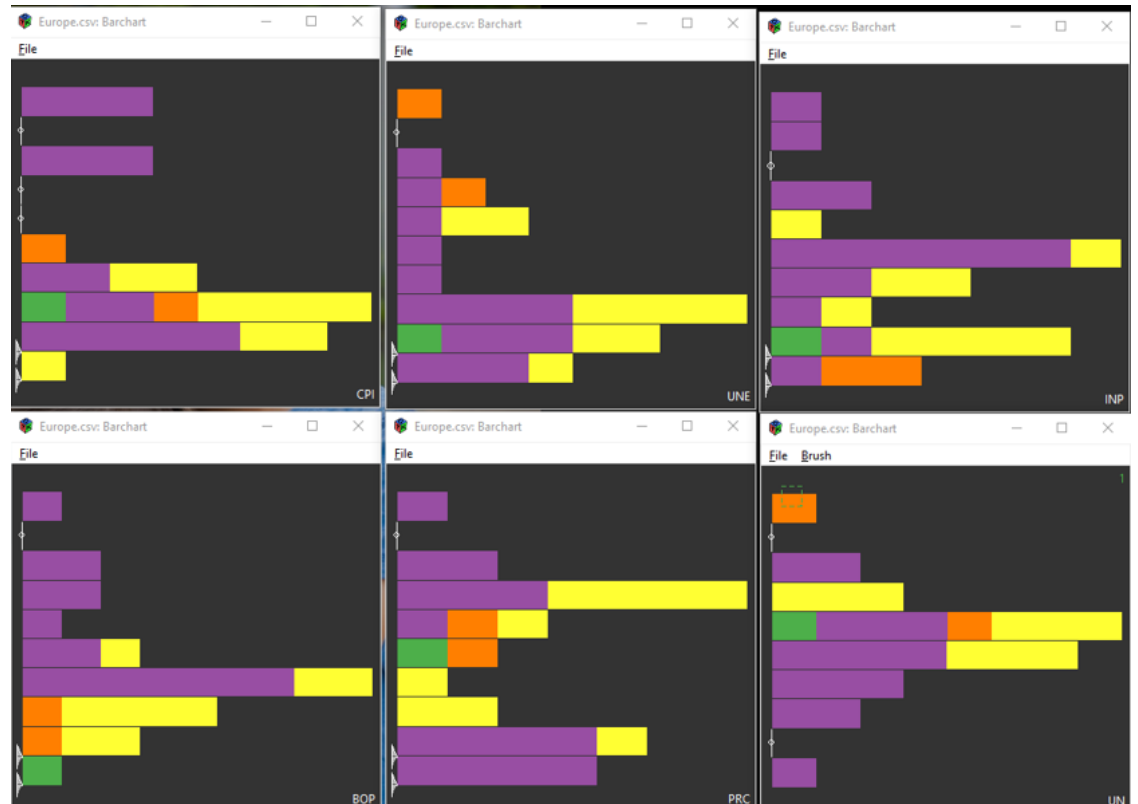 Europe.csv: Barchart
File
CPI
Europe.csv: Barchart
File
UNE
Europe.csv: Barchart
File
INP
Europe.csv: Barchart
File
BOP
Europe.csv: Barchart
File
PRC
Europe.csv: Barchart
File Brush
1
UN